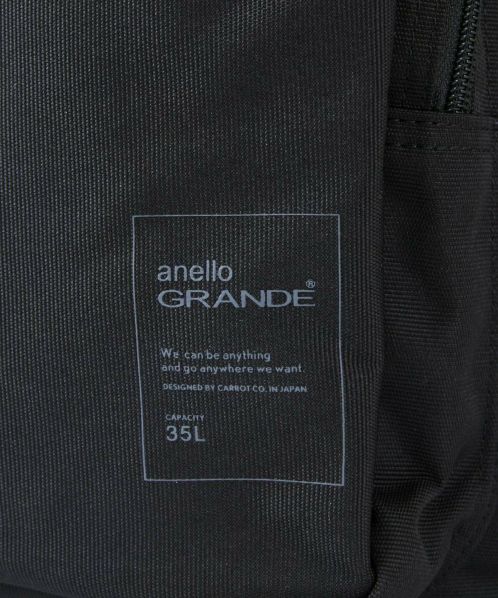 anello
GRANDE®
We can be anything
and go anywhere we want.
DESIGNED BY CARROT CO. IN JAPAN.
CAPACITY
35L